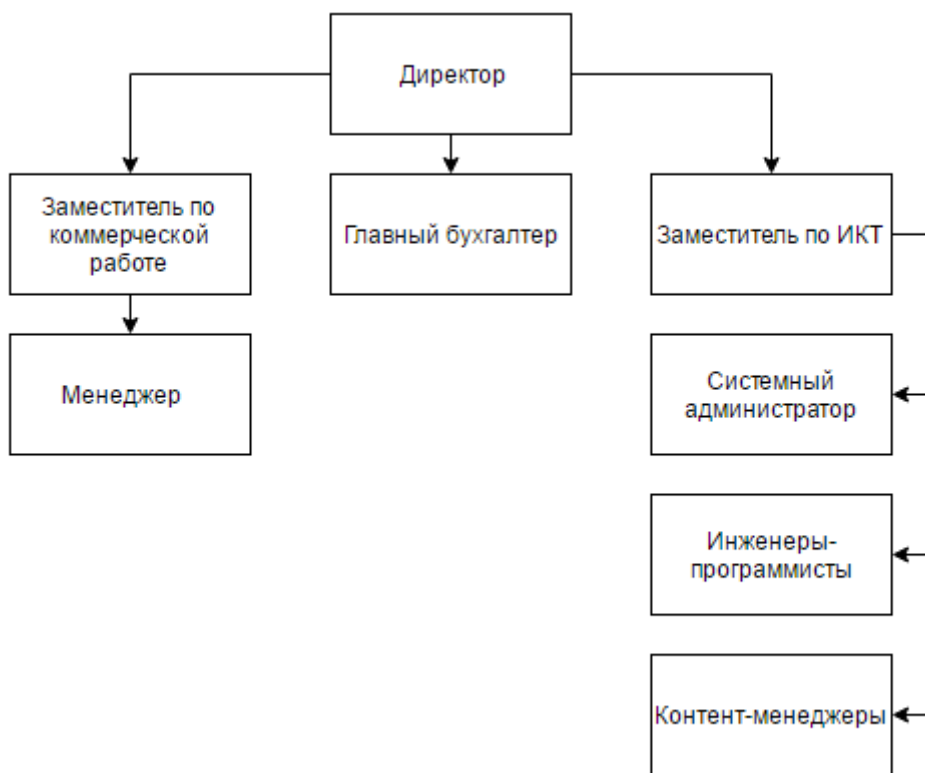 Директор
Заместитель по
коммерческой
работе
Главный бухгалтер
Заместитель по ИКТ
Менеджер
Системный
администратор
Инженеры-
программисты
Контент-менеджеры